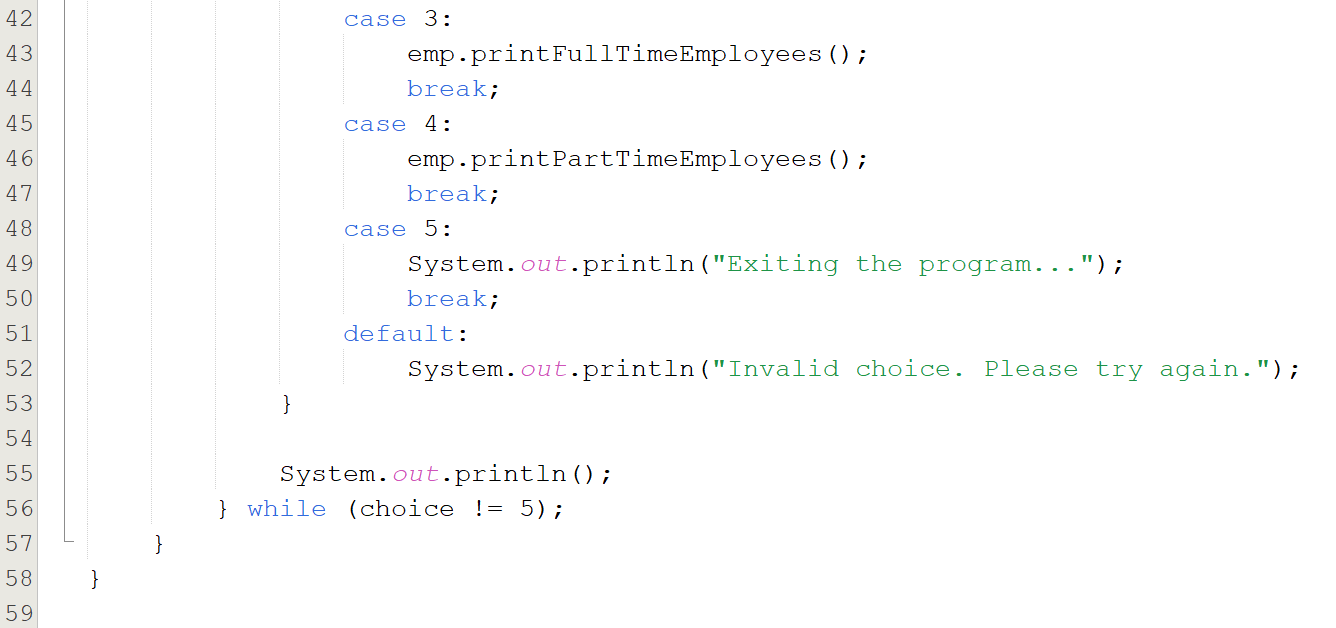 42                 case 3:
43                     emp.printFullTimeEmployees();
44                     break;
45                 case 4:
46                     emp.printPartTimeEmployees();
47                     break;
48                 case 5:
49                     System.out.println("Exiting the program...");
50                     break;
51                 default:
52                     System.out.println("Invalid choice. Please try again.");
53             }
54
55             System.out.println();
56         } while (choice != 5);
57     }
58 }
59